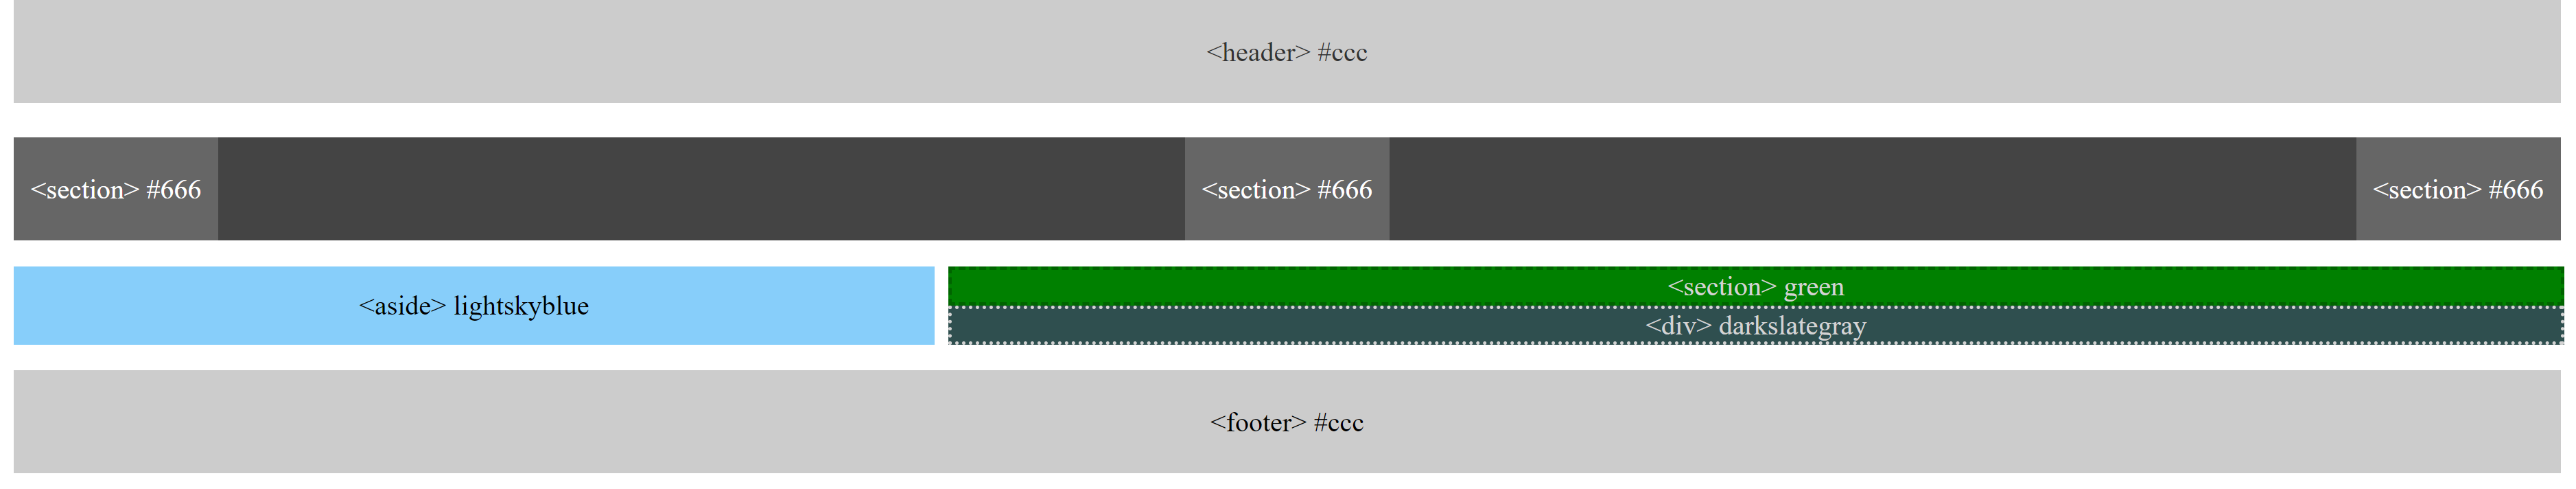 <header> #ccc
<section> #666
<section> #666
<section> #666
<aside> lightskyblue
<section> green
<div> darkslategray
<footer> #ccc